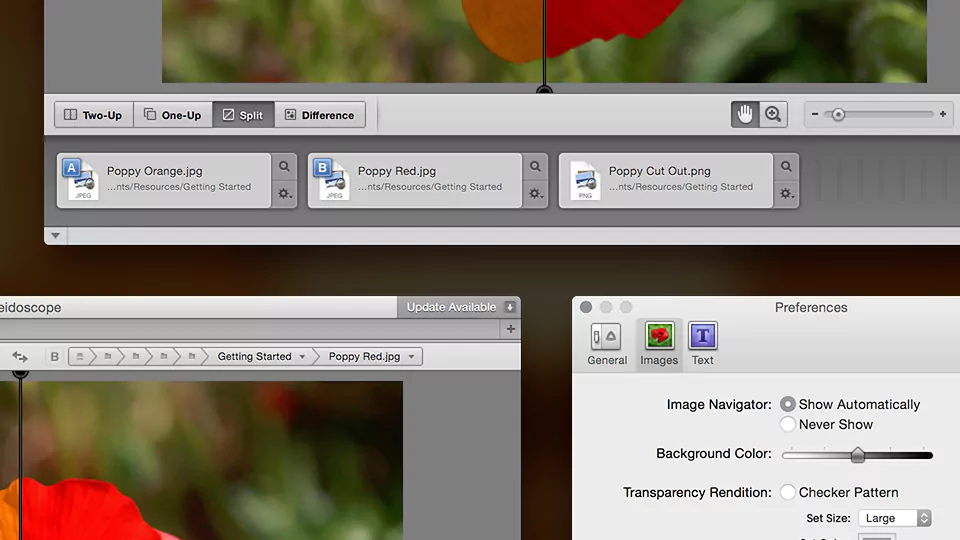 Two-Up One-Up Split Difference
A Poppy Orange.jpg
...nts/Resources/Getting Started
JPEG
B Poppy Red.jpg
...nts/Resources/Getting Started
JPEG
Poppy Cut Out.png
...nts/Resources/Getting Started
PNG
eidoscope
Update Available
B Getting Started Poppy Red.jpg
Preferences
General Images Text
Image Navigator: Show Automatically
Never Show
Background Color:
Transparency Rendition: Checker Pattern
Set Size: Large